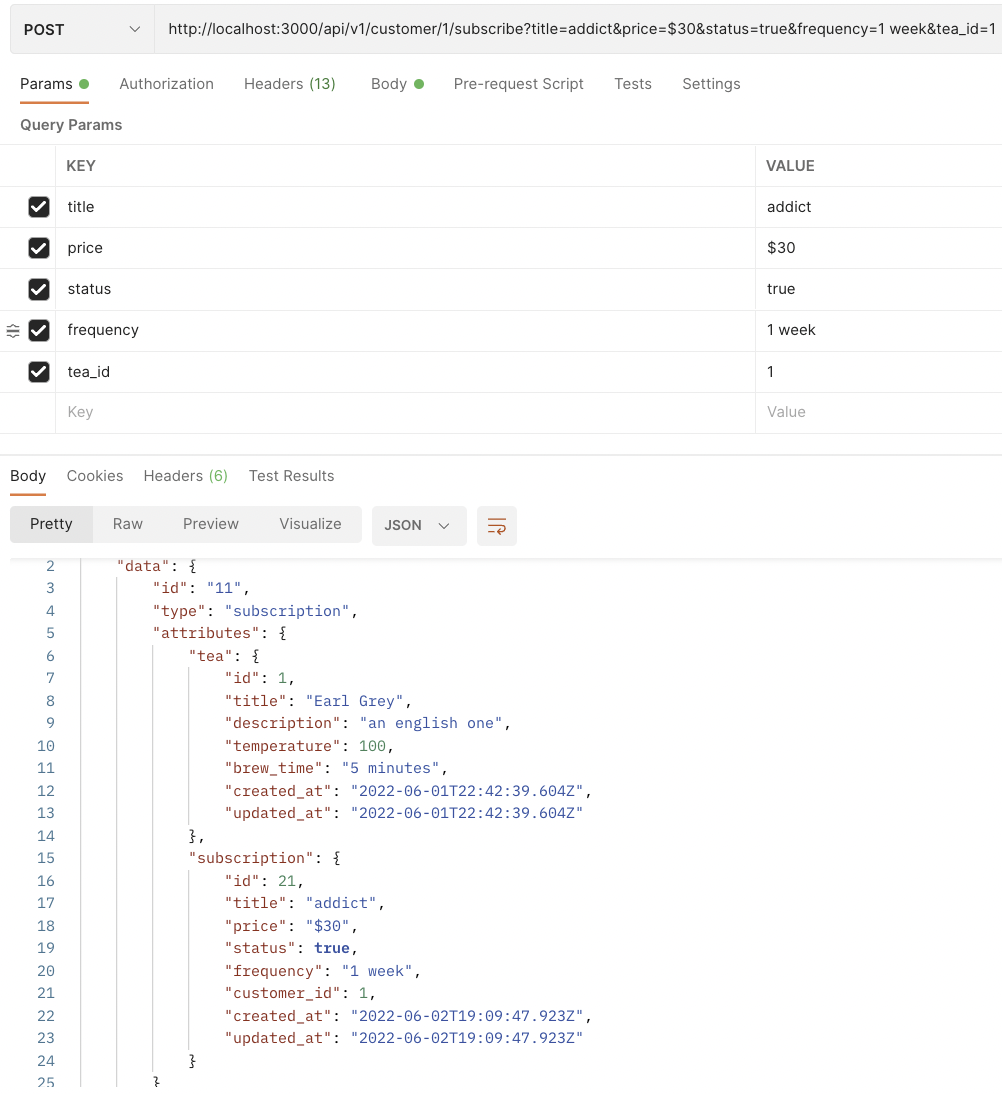 POST http://localhost:3000/api/v1/customer/1/subscribe?title=addict&price=$30&status=true&frequency=1 week&tea_id=1
Params Authorization Headers (13) Body Pre-request Script Tests Settings
Query Params
KEY VALUE
title addict
price $30
status true
frequency 1 week
tea_id 1
Key Value
Body Cookies Headers (6) Test Results
Pretty Raw Preview Visualize JSON
2 "data": {
3 "id": "11",
4 "type": "subscription",
5 "attributes": {
6 "tea": {
7 "id": 1,
8 "title": "Earl Grey",
9 "description": "an english one",
10 "temperature": 100,
11 "brew_time": "5 minutes",
12 "created_at": "2022-06-01T22:42:39.604Z",
13 "updated_at": "2022-06-01T22:42:39.604Z"
14 },
15 "subscription": {
16 "id": 21,
17 "title": "addict",
18 "price": "$30",
19 "status": true,
20 "frequency": "1 week",
21 "customer_id": 1,
22 "created_at": "2022-06-02T19:09:47.923Z",
23 "updated_at": "2022-06-02T19:09:47.923Z"
24 }
25 }